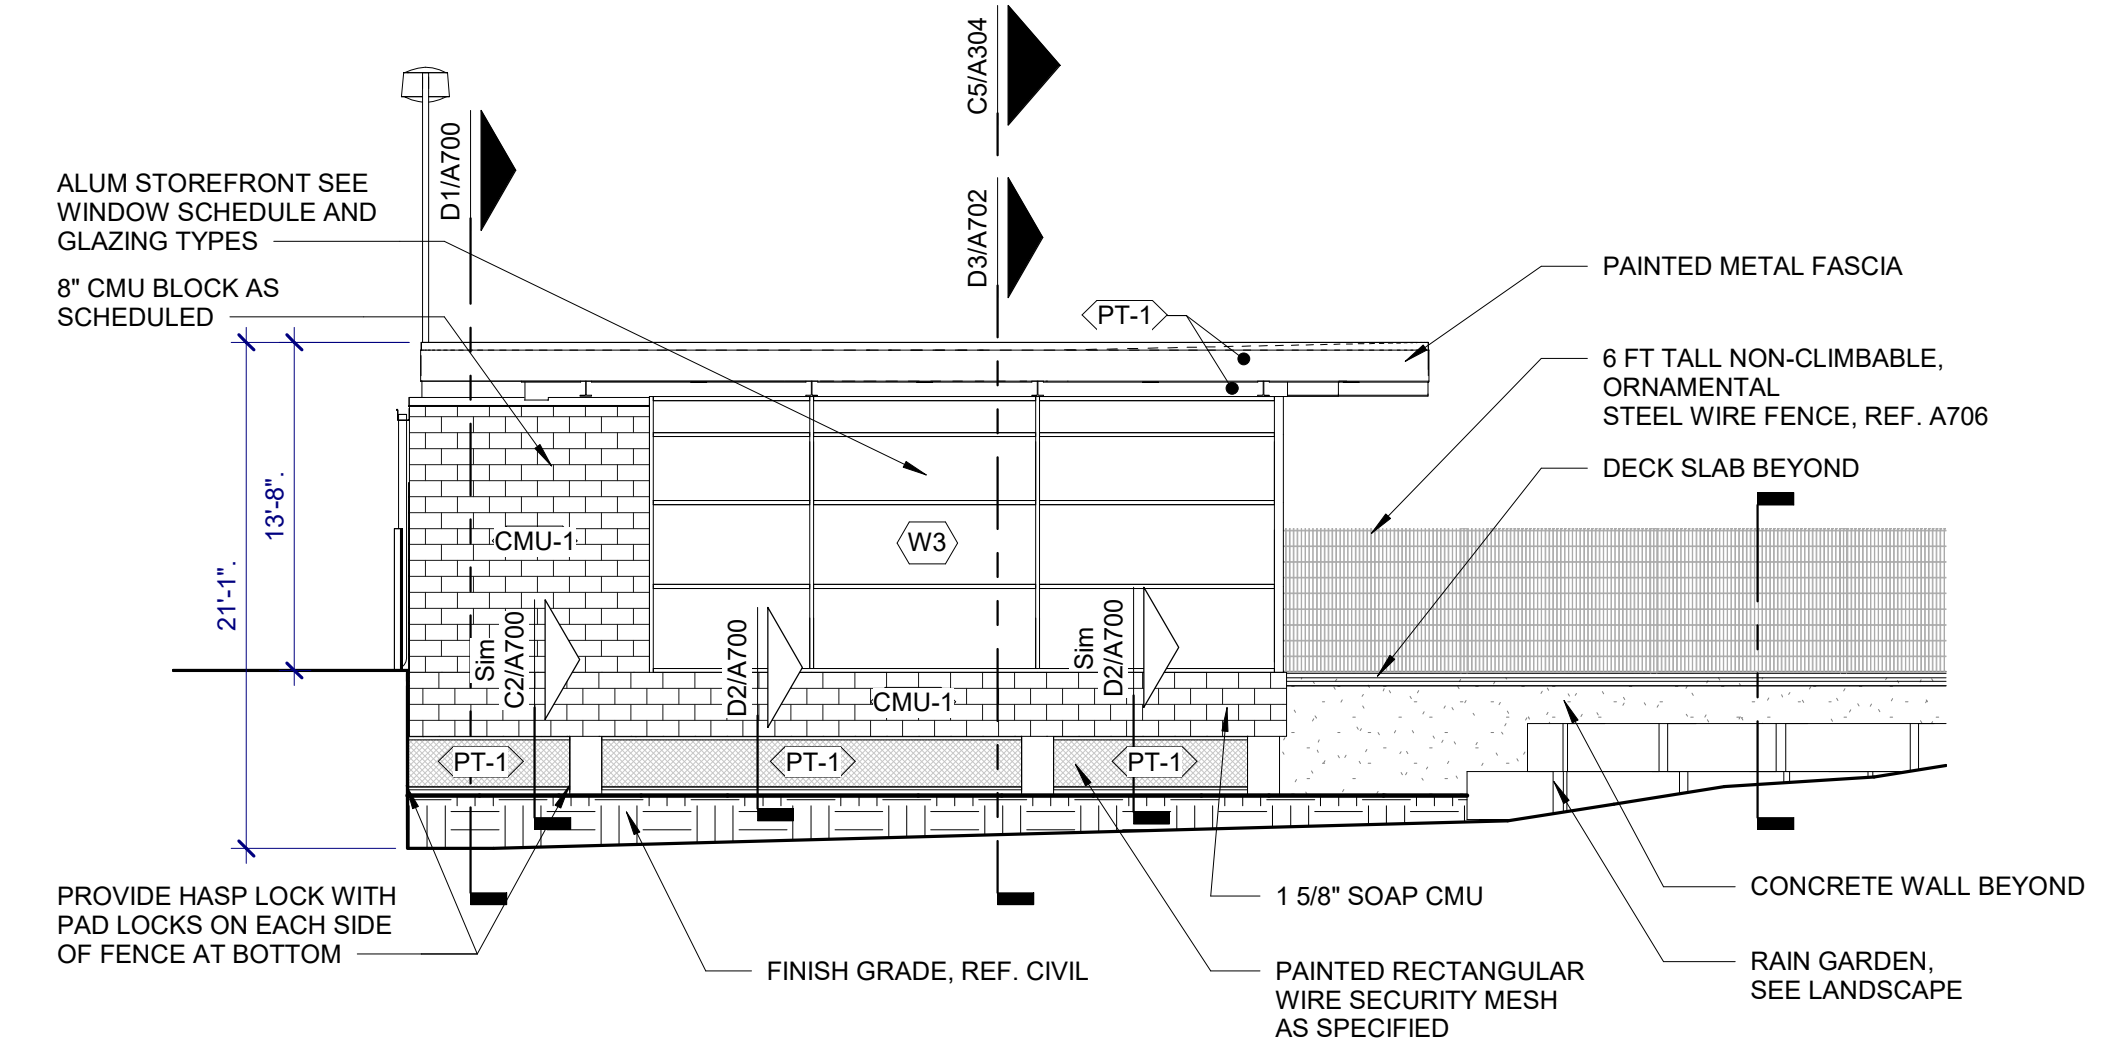 C5/A304
D1/A700
ALUM STOREFRONT SEE
WINDOW SCHEDULE AND
GLAZING TYPES
D3/A702
8" CMU BLOCK AS
SCHEDULED
PAINTED METAL FASCIA
PT-1
6 FT TALL NON-CLIMBABLE,
ORNAMENTAL
STEEL WIRE FENCE, REF. A706
DECK SLAB BEYOND
13'-8".
21'-1".
CMU-1
W3
Sim
C2/A700
D2/A700
Sim
D2/A700
CMU-1
PT-1
PT-1
PT-1
PROVIDE HASP LOCK WITH
PAD LOCKS ON EACH SIDE
OF FENCE AT BOTTOM
FINISH GRADE, REF. CIVIL
1 5/8" SOAP CMU
PAINTED RECTANGULAR
WIRE SECURITY MESH
AS SPECIFIED
CONCRETE WALL BEYOND
RAIN GARDEN,
SEE LANDSCAPE